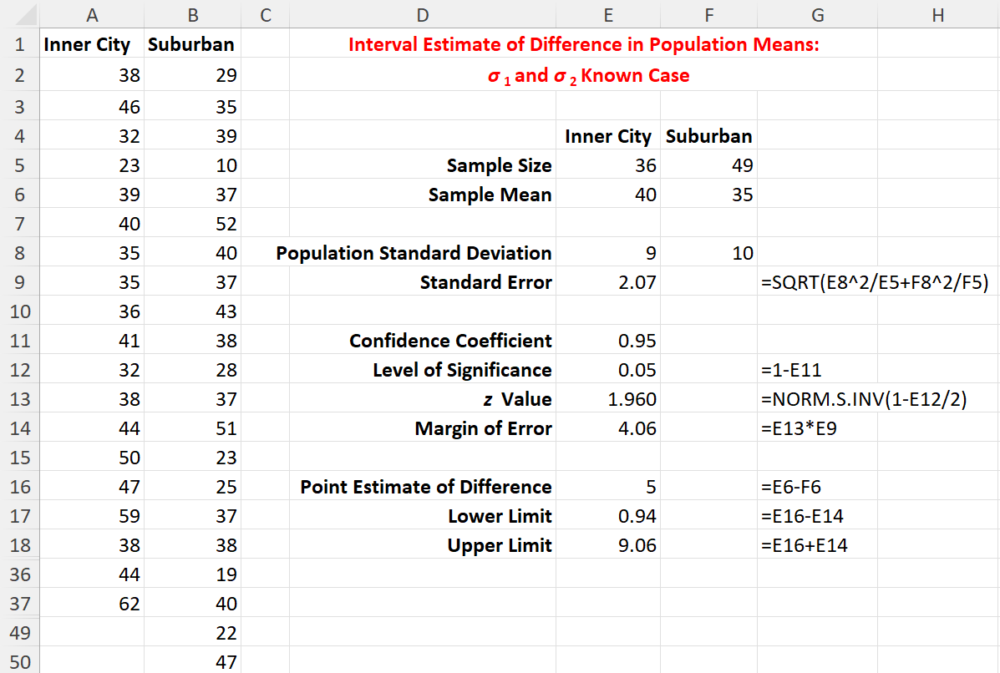 A B C D E F G H
1 Inner City Suburban Interval Estimate of Difference in Population Means:
2 38 29 σ 1 and σ 2 Known Case
3 46 35
4 32 39 Inner City Suburban
5 23 10 Sample Size 36 49
6 39 37 Sample Mean 40 35
7 40 52
8 35 40 Population Standard Deviation 9 10
9 35 37 Standard Error 2.07 =SQRT(E8^2/E5+F8^2/F5)
10 36 43
11 41 38 Confidence Coefficient 0.95
12 32 28 Level of Significance 0.05 =1-E11
13 38 37 z Value 1.960 =NORM.S.INV(1-E12/2)
14 44 51 Margin of Error 4.06 =E13*E9
15 50 23
16 47 25 Point Estimate of Difference 5 =E6-F6
17 59 37 Lower Limit 0.94 =E16-E14
18 38 38 Upper Limit 9.06 =E16+E14
36 44 19
37 62 40
49 22
50 47